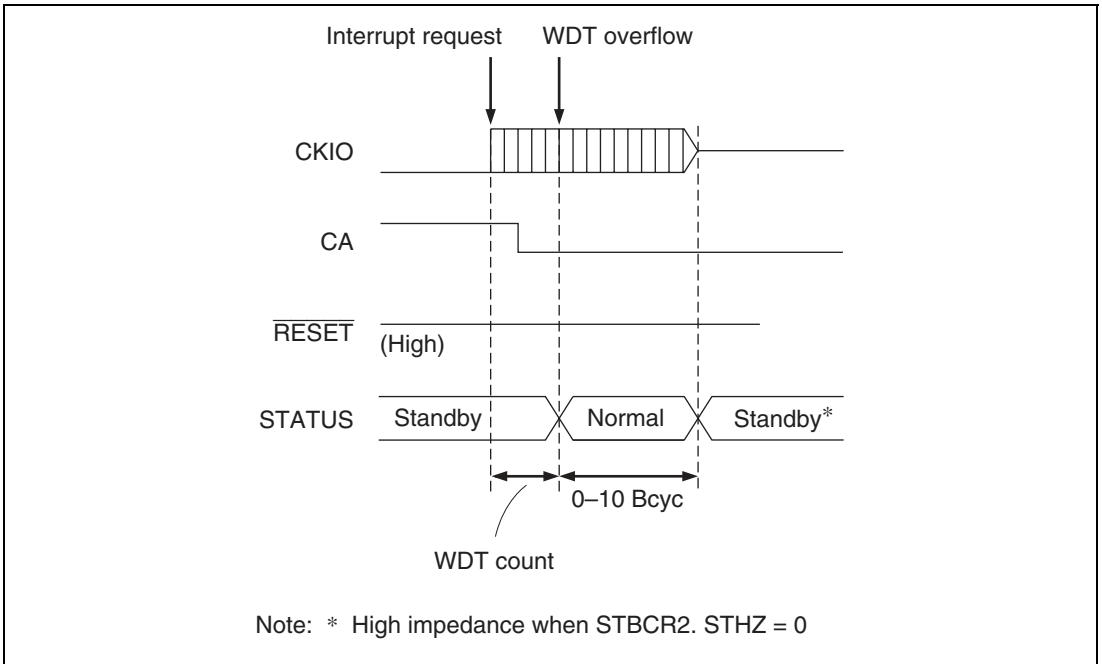 Interrupt request WDT overflow
CKIO
CA
RESET
(High)
STATUS Standby Normal Standby*
0–10 Bcyc
WDT count
Note: * High impedance when STBCR2. STHZ = 0